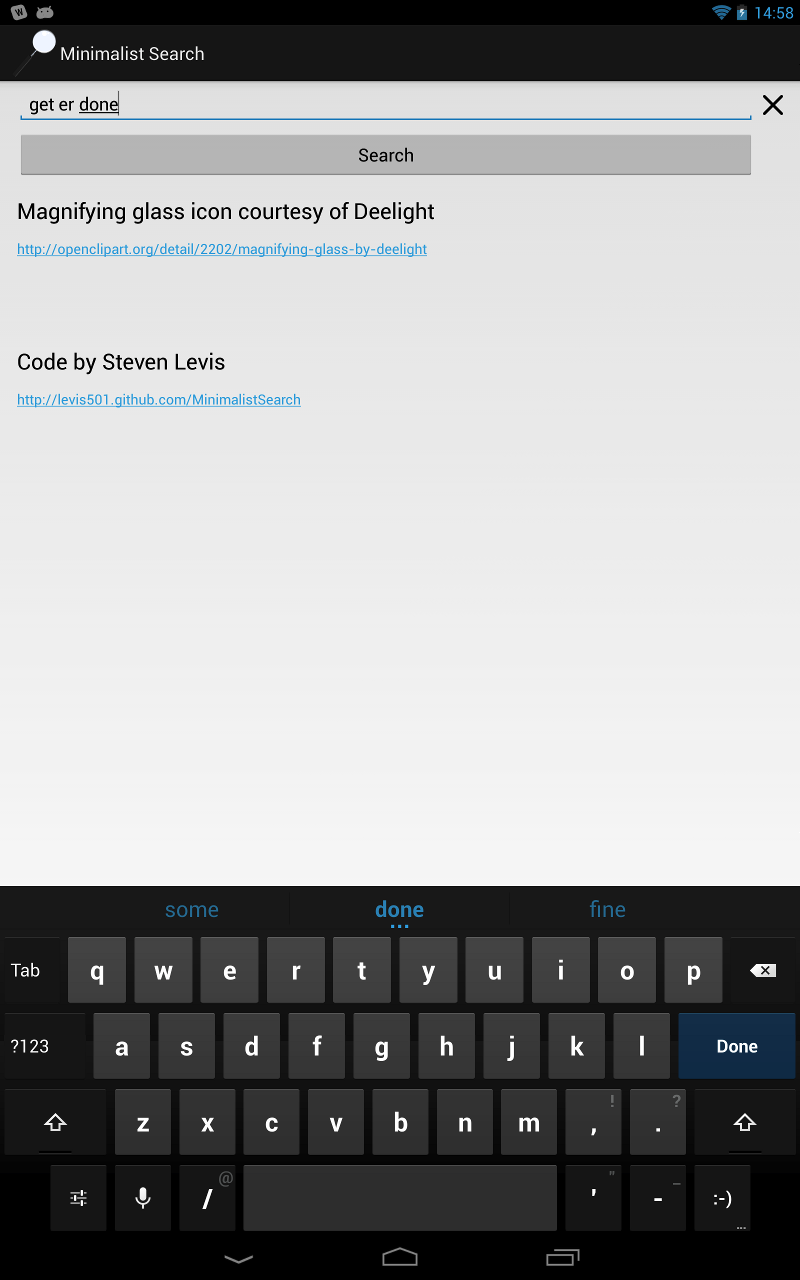 W 14:58
Minimalist Search
get er done
Search
Magnifying glass icon courtesy of Deelight
http://openclipart.org/detail/2202/magnifying-glass-by-deelight
Code by Steven Levis
http://levis501.github.com/MinimalistSearch
some done fine
Tab q w e r t y u i o p
?123 a s d f g h j k l Done
z x c v b n m , ! . ?
/ @ ' " - _ :-) ...